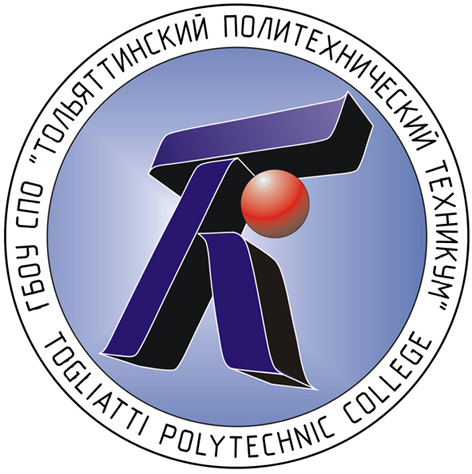 ГБОУ СПО "ТОЛЬЯТТИНСКИЙ ПОЛИТЕХНИЧЕСКИЙ ТЕХНИКУМ"
TOGLIATTI POLYTECHNIC COLLEGE